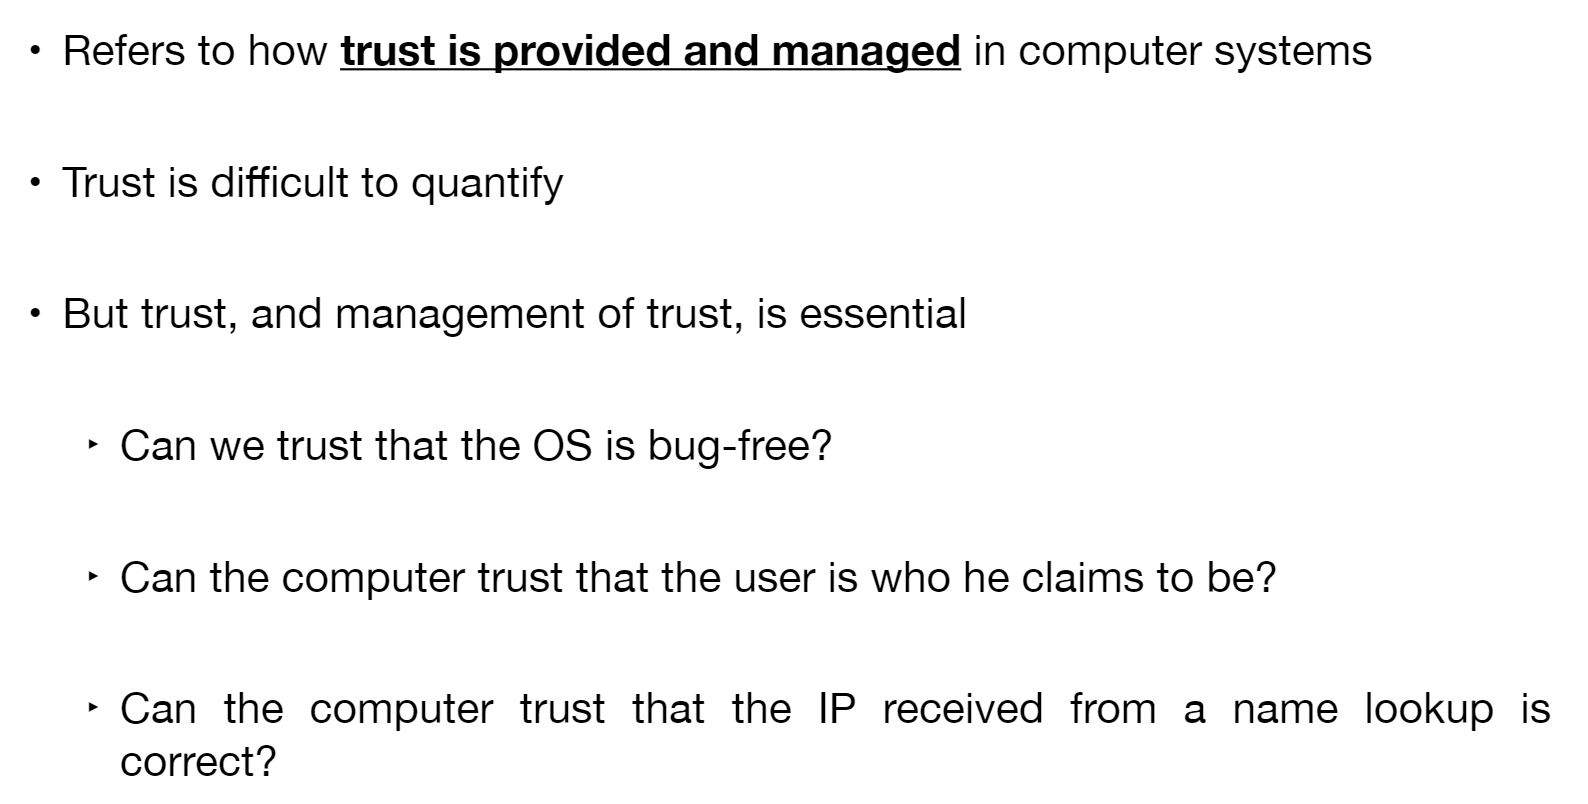 • Refers to how trust is provided and managed in computer systems
• Trust is difficult to quantify
• But trust, and management of trust, is essential
‣ Can we trust that the OS is bug-free?
‣ Can the computer trust that the user is who he claims to be?
‣ Can the computer trust that the IP received from a name lookup is
correct?